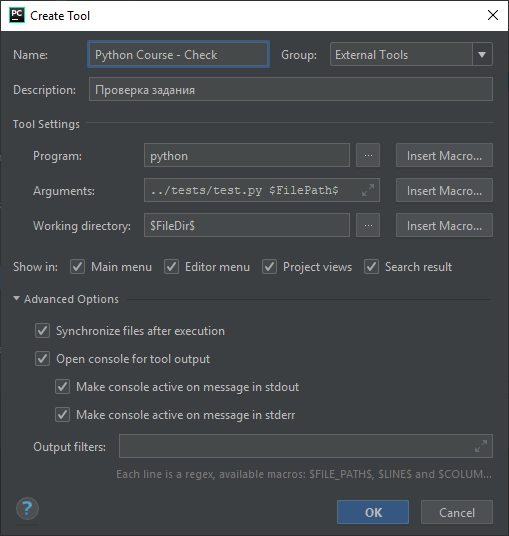 PC Create Tool
Name: Python Course - Check Group: External Tools
Description: Проверка задания
Tool Settings
Program: python ... Insert Macro...
Arguments: ../tests/test.py $FilePath$ Insert Macro...
Working directory: $FileDir$ ... Insert Macro...
Show in: Main menu Editor menu Project views Search result
Advanced Options
Synchronize files after execution
Open console for tool output
Make console active on message in stdout
Make console active on message in stderr
Output filters:
Each line is a regex, available macros: $FILE_PATH$, $LINE$ and $COLUM...
? OK Cancel